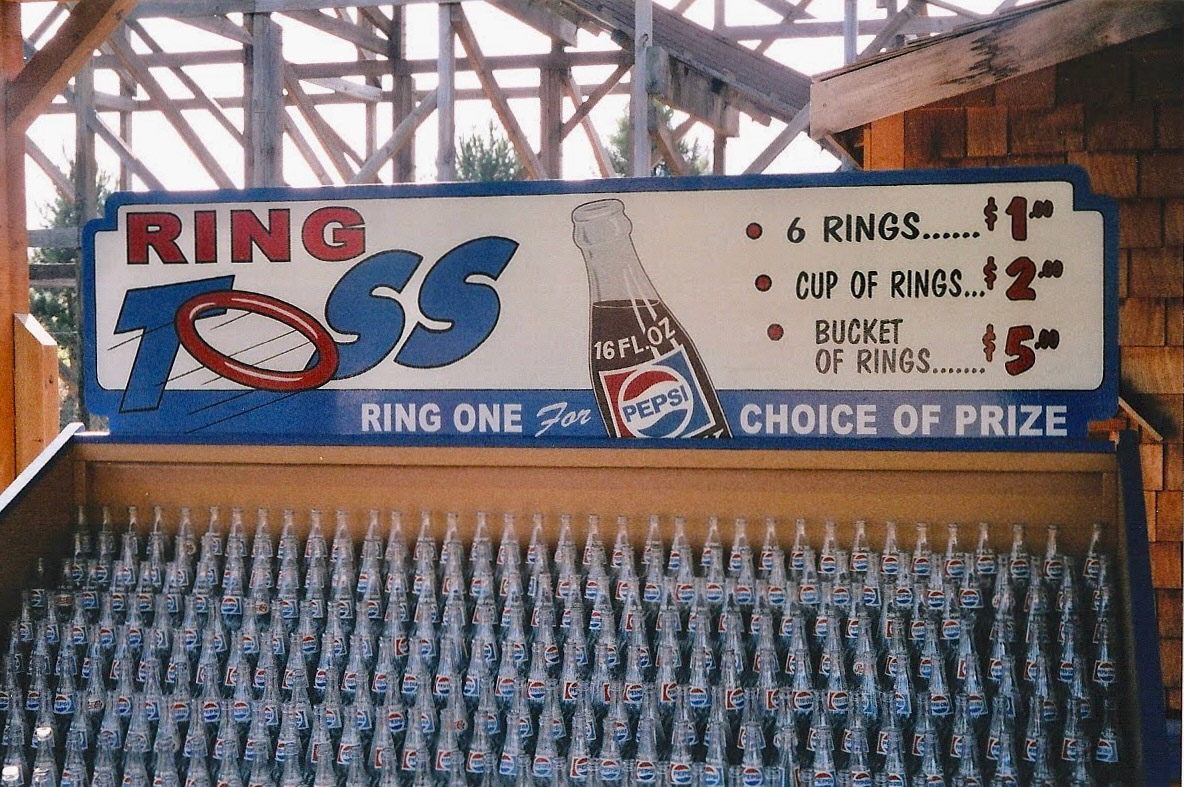 RING
TOSS
6 RINGS......$1.00
CUP OF RINGS...$2.00
BUCKET
OF RINGS.......$5.00
16 FL. OZ
PEPSI
RING ONE For CHOICE OF PRIZE